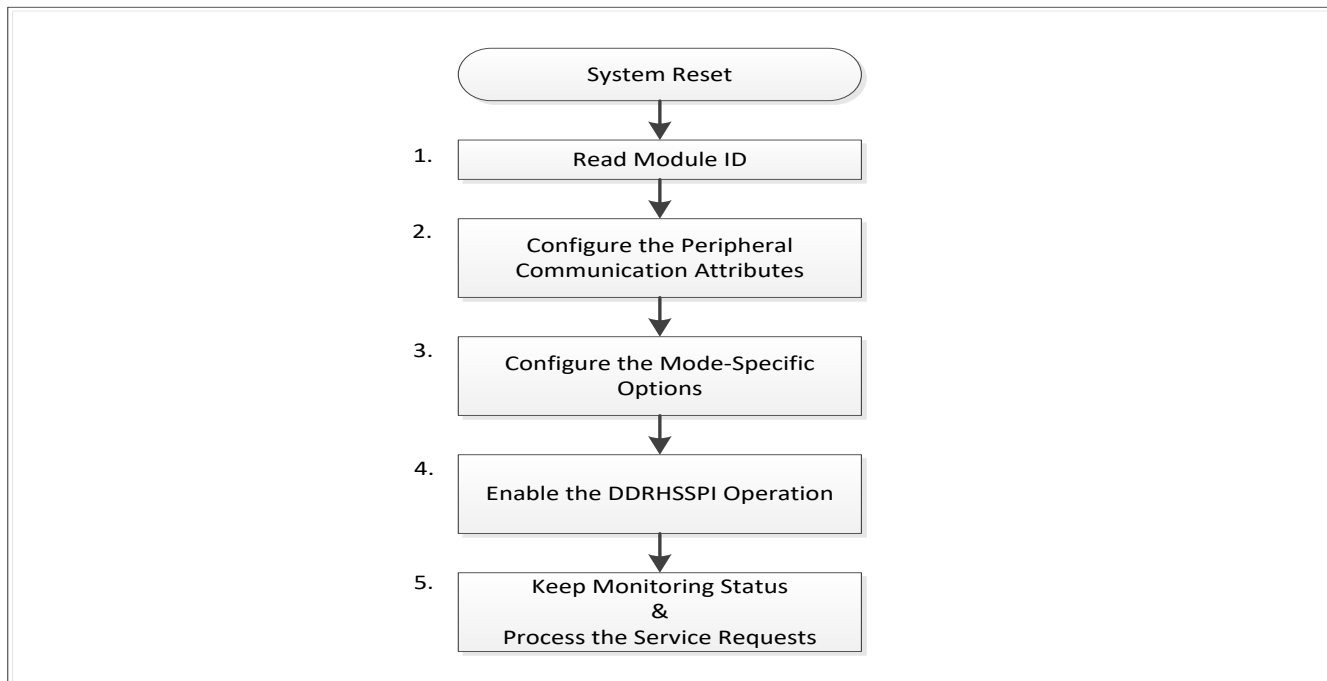 System Reset
1. Read Module ID
2. Configure the Peripheral
Communication Attributes
3. Configure the Mode-Specific
Options
4. Enable the DDRHSSPI Operation
5. Keep Monitoring Status
&
Process the Service Requests